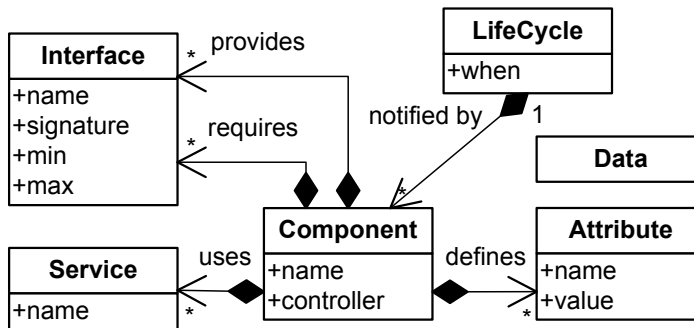 provides
LifeCycle
+when
Interface
+name
+signature
+min
+max
*
*
requires
notified by
1
*
Data
Component
+name
+controller
uses
*
Service
+name
defines
*
Attribute
+name
+value